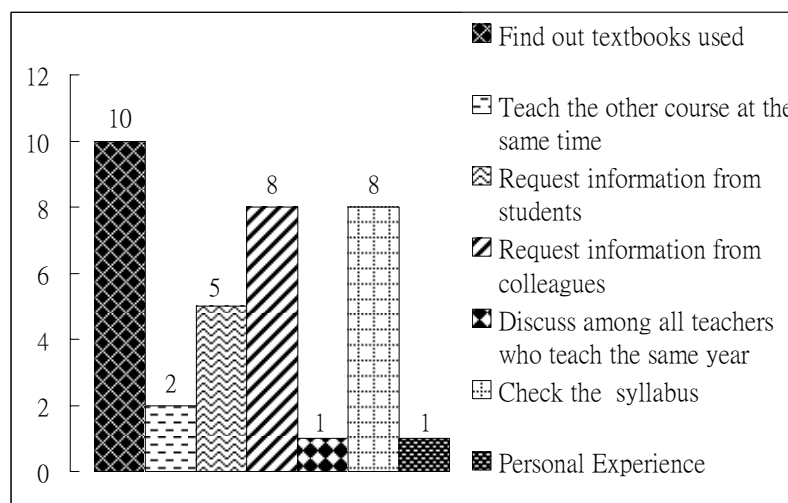 12
10
8
6
4
2
0
10
2
5
8
1
8
1
Find out textbooks used
Teach the other course at the
same time
Request information from
students
Request information from
colleagues
Discuss among all teachers
who teach the same year
Check the syllabus
Personal Experience